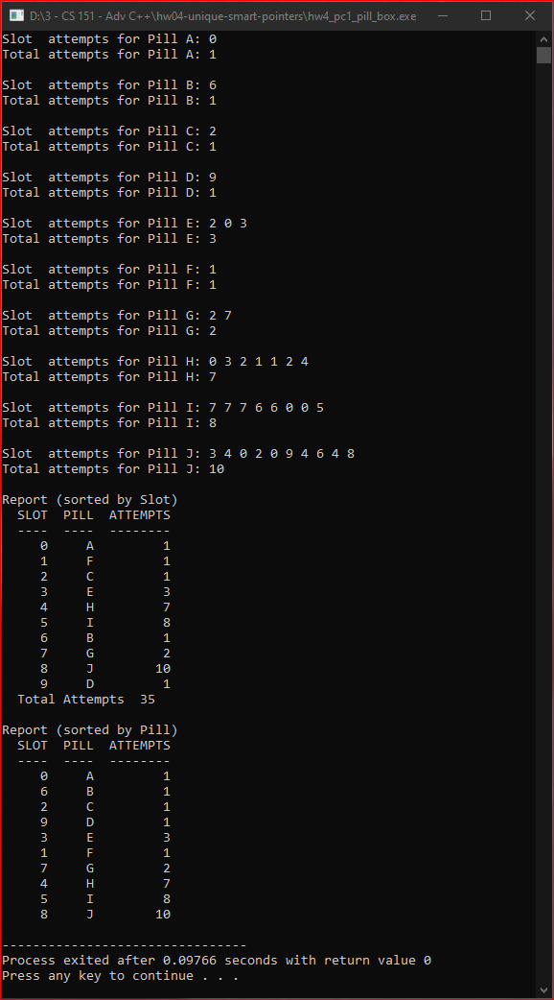 D:\3 - CS 151 - Adv C++\hw04-unique-smart-pointers\hw4_pc1_pill_box.exe
Slot  attempts for Pill A: 0
Total attempts for Pill A: 1

Slot  attempts for Pill B: 6
Total attempts for Pill B: 1

Slot  attempts for Pill C: 2
Total attempts for Pill C: 1

Slot  attempts for Pill D: 9
Total attempts for Pill D: 1

Slot  attempts for Pill E: 2 0 3
Total attempts for Pill E: 3

Slot  attempts for Pill F: 1
Total attempts for Pill F: 1

Slot  attempts for Pill G: 2 7
Total attempts for Pill G: 2

Slot  attempts for Pill H: 0 3 2 1 1 2 4
Total attempts for Pill H: 7

Slot  attempts for Pill I: 7 7 7 6 6 0 0 5
Total attempts for Pill I: 8

Slot  attempts for Pill J: 3 4 0 2 0 9 4 6 4 8
Total attempts for Pill J: 10

Report (sorted by Slot)
  SLOT  PILL  ATTEMPTS
  ----  ----  --------
     0     A         1
     1     F         1
     2     C         1
     3     E         3
     4     H         7
     5     I         8
     6     B         1
     7     G         2
     8     J        10
     9     D         1
  Total Attempts  35

Report (sorted by Pill)
  SLOT  PILL  ATTEMPTS
  ----  ----  --------
     0     A         1
     6     B         1
     2     C         1
     9     D         1
     3     E         3
     1     F         1
     7     G         2
     4     H         7
     5     I         8
     8     J        10

--------------------------------
Process exited after 0.09766 seconds with return value 0
Press any key to continue . . .